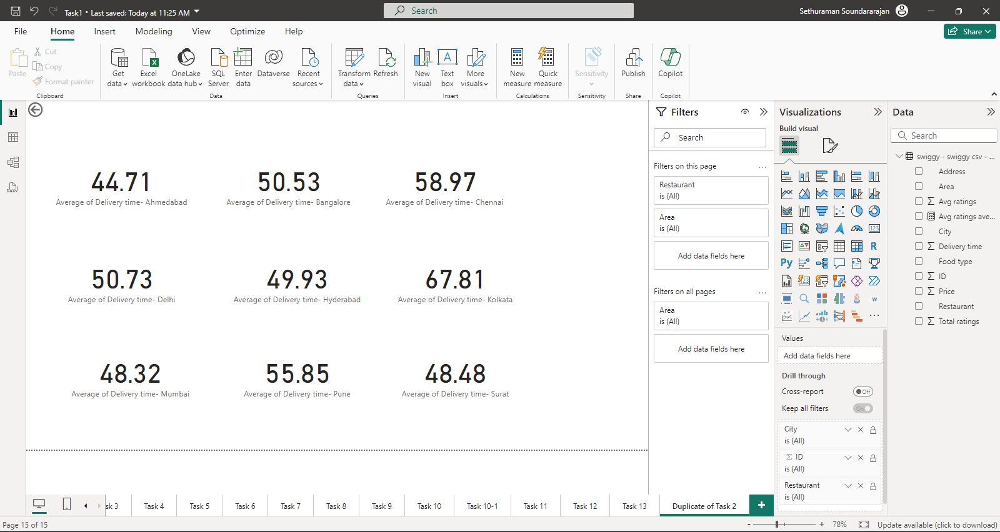 Task1 • Last saved: Today at 11:25 AM
Search
Sethuraman Soundararajan
File
Home
Insert
Modeling
View
Optimize
Help
Share
Paste
Cut
Copy
Format painter
Clipboard
Get data
Excel workbook
OneLake data hub
SQL Server
Enter data
Dataverse
Recent sources
Data
Transform data
Refresh
Queries
New visual
Text box
More visuals
Insert
New measure
Quick measure
Calculations
Sensitivity
Sensitivity
Publish
Share
Copilot
Copilot
44.71
Average of Delivery time- Ahmedabad
50.53
Average of Delivery time- Bangalore
58.97
Average of Delivery time- Chennai
50.73
Average of Delivery time- Delhi
49.93
Average of Delivery time- Hyderabad
67.81
Average of Delivery time- Kolkata
48.32
Average of Delivery time- Mumbai
55.85
Average of Delivery time- Pune
48.48
Average of Delivery time- Surat
Filters
Search
Filters on this page
...
Restaurant
is (All)
Area
is (All)
Add data fields here
Filters on all pages
...
Area
is (All)
Add data fields here
Visualizations
Build visual
123
R
Py
Values
Add data fields here
Drill through
Cross-report
Off
Keep all filters
On
City
is (All)
Σ ID
is (All)
Restaurant
is (All)
Data
Search
swiggy - swiggy csv - ...
Address
Area
Σ Avg ratings
Avg ratings ave...
City
Σ Delivery time
Food type
Σ ID
Σ Price
Restaurant
Σ Total ratings
sk 3
Task 4
Task 5
Task 6
Task 7
Task 8
Task 9
Task 10
Task 10-1
Task 11
Task 12
Task 13
Duplicate of Task 2
+
Page 15 of 15
- + 78%
Update available (click to download)